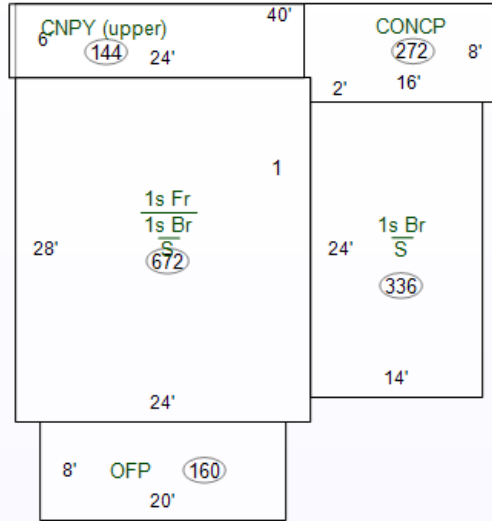 40'
CNPY (upper)
CONCP
6'
144
24'
272
8'
2'
16'
1
1s Fr
1s Br
S
672
28'
1s Br
S
24'
336
14'
24'
8'
OFP
160
20'